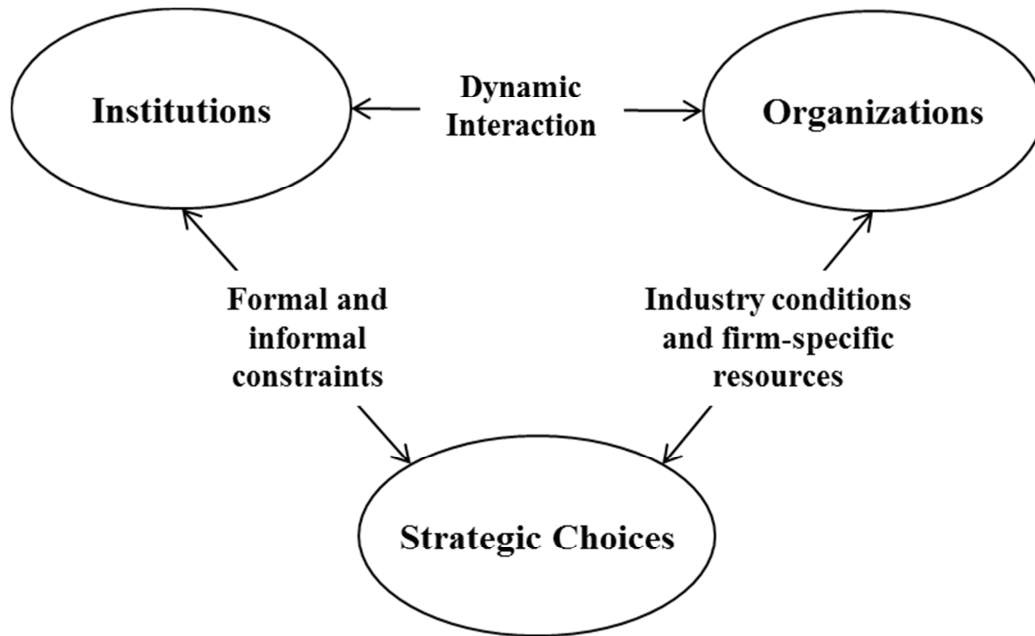 Institutions
Dynamic
Interaction
Organizations
Formal and
informal
constraints
Industry conditions
and firm-specific
resources
Strategic Choices